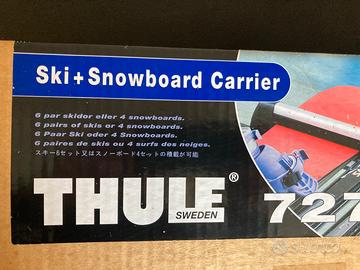 Ski+Snowboard Carrier
6 par skidor eller 4 snowboards.
6 pairs of skis or 4 snowboards.
6 Paar Ski oder 4 Snowboards.
6 paires de skis ou 4 surfs des neiges.
スキー6セット又はスノーボード4セットの積載が可能
THULE®
SWEDEN
727